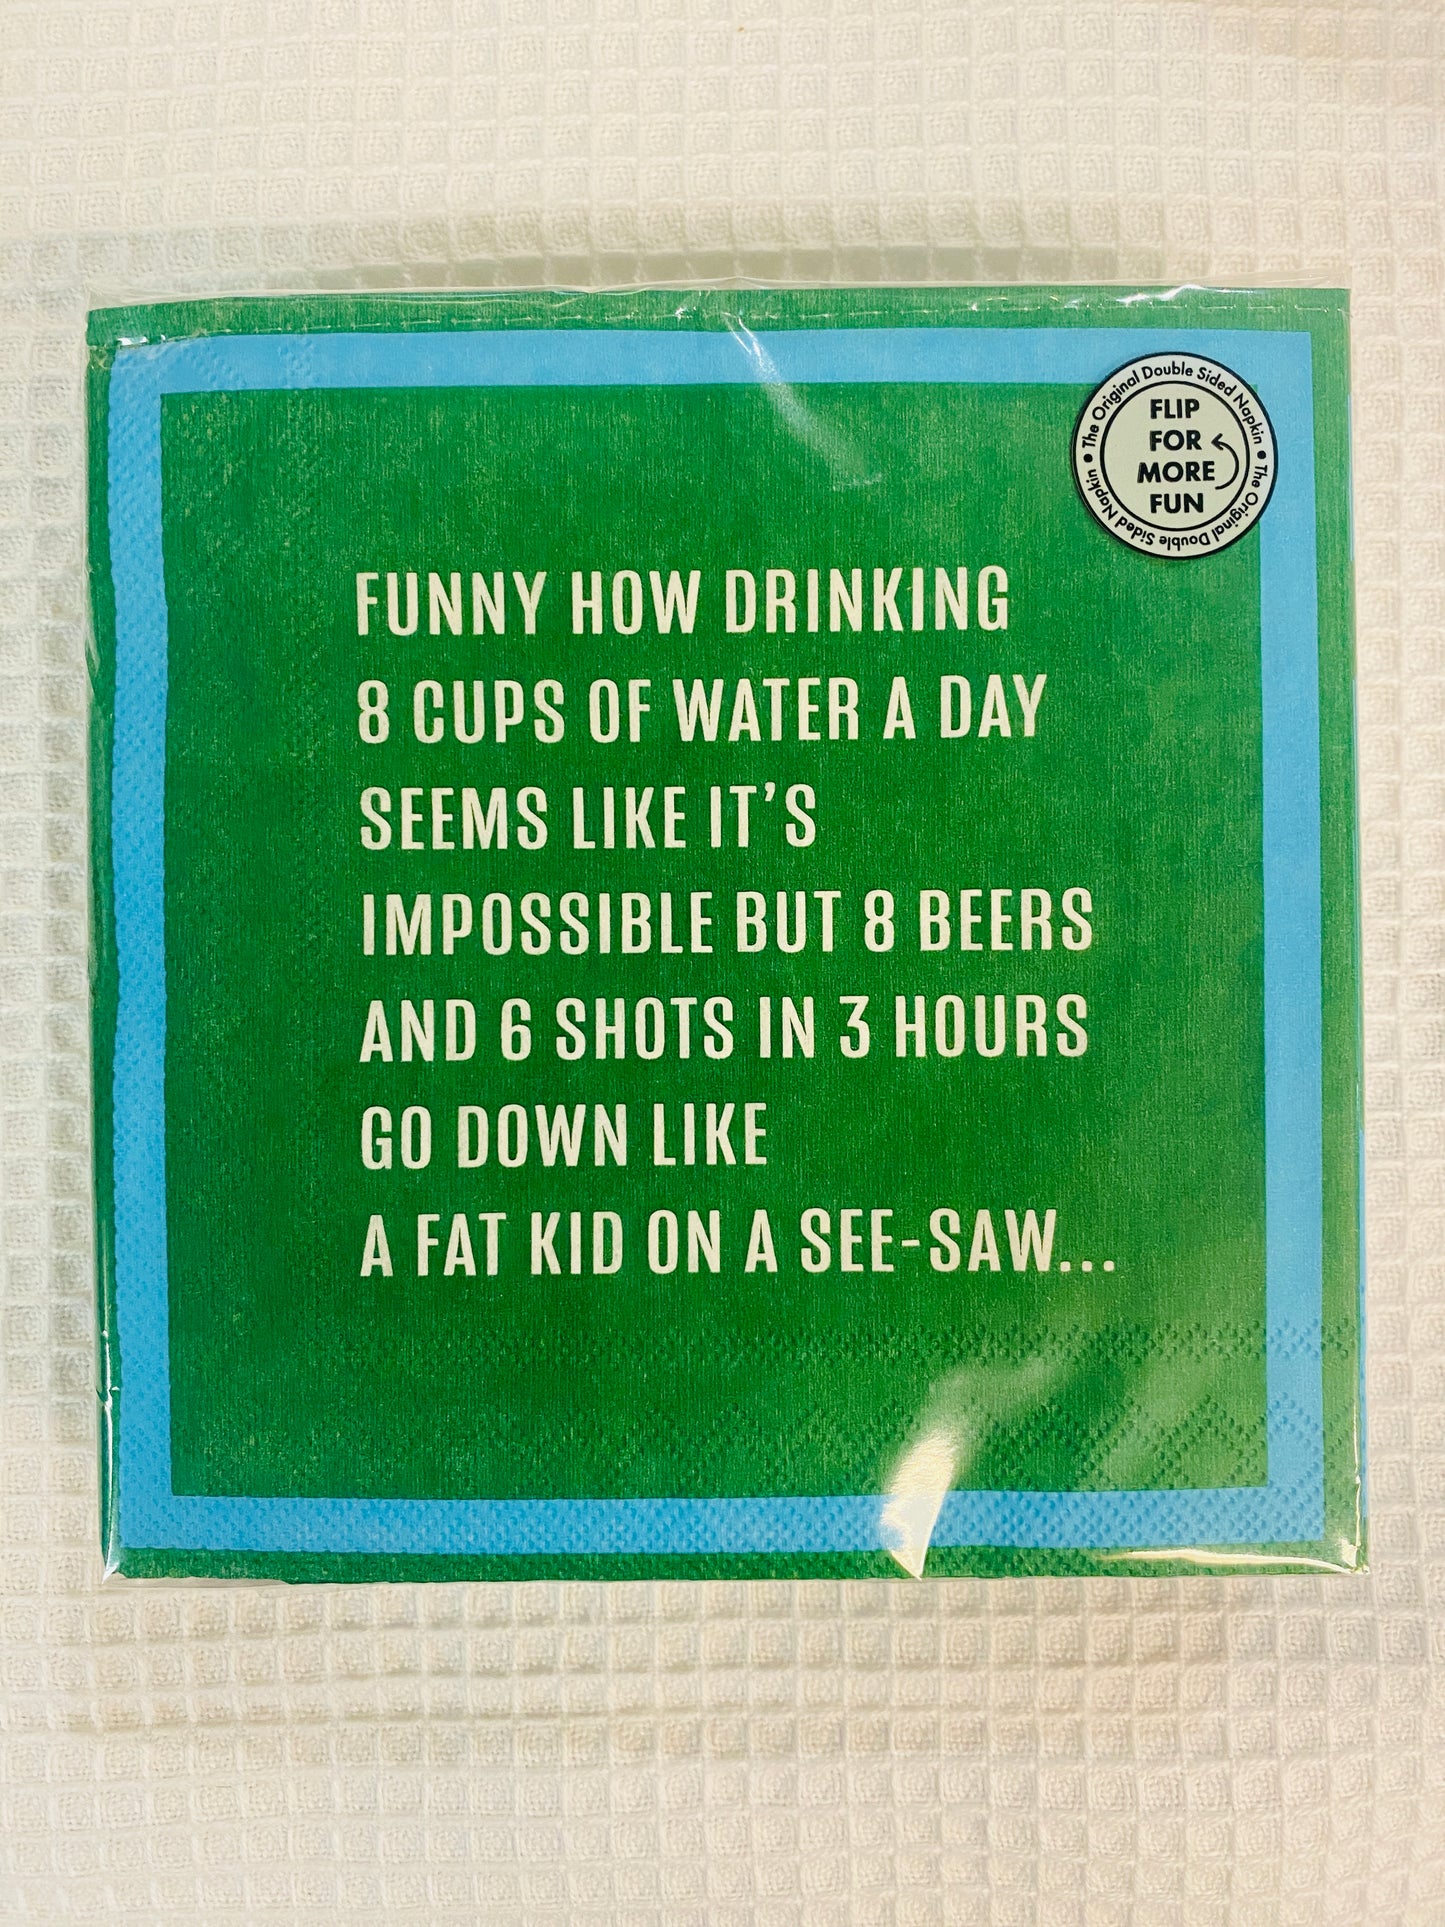 The Original Double Sided Napkin • The Original Double Sided Napkin •
FLIP
FOR
MORE
FUN
FUNNY HOW DRINKING
8 CUPS OF WATER A DAY
SEEMS LIKE IT'S
IMPOSSIBLE BUT 8 BEERS
AND 6 SHOTS IN 3 HOURS
GO DOWN LIKE
A FAT KID ON A SEE-SAW...